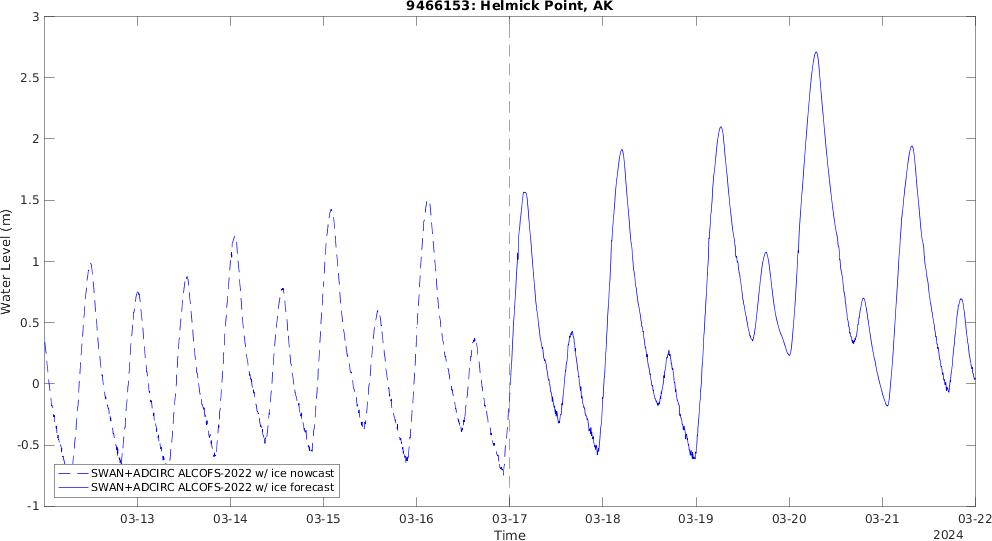 9466153: Helmick Point, AK
Water Level (m)
3
2.5
2
1.5
1
0.5
0
-0.5
-1
SWAN+ADCIRC ALCOFS-2022 w/ ice nowcast
SWAN+ADCIRC ALCOFS-2022 w/ ice forecast
03-13 03-14 03-15 03-16 03-17 03-18 03-19 03-20 03-21 03-22
Time
2024